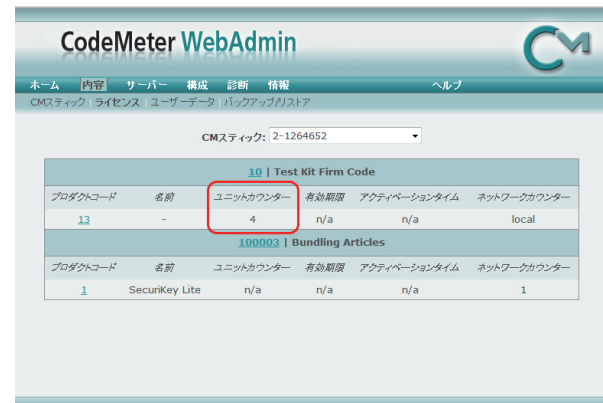 CodeMeter WebAdmin
CM
ホーム 内容 サーバー 構成 診断 情報 ヘルプ
CMスティック | ライセンス | ユーザーデータ | バックアップ/リストア
CMスティック: 2-1264652
10 | Test Kit Firm Code
プロダクトコード 名前 ユニットカウンター 有効期限 アクティベーションタイム ネットワークカウンター
13 - 4 n/a n/a local
100003 | Bundling Articles
プロダクトコード 名前 ユニットカウンター 有効期限 アクティベーションタイム ネットワークカウンター
1 SecuriKey Lite n/a n/a n/a 1